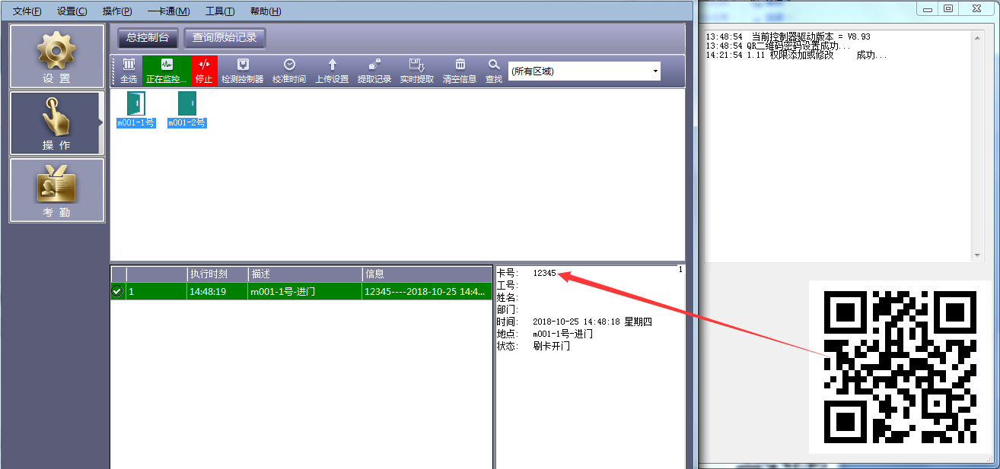 文件(F) 设置(C) 操作(P) 一卡通(M) 工具(T) 帮助(H)
设 置
操 作
考 勤
总控制台 查询原始记录
全选 正在监控... 停止 检测控制器 校准时间 上传设置 提取记录 实时提取 清空信息 查找 (所有区域)
m001-1号 m001-2号
执行时刻 描述 信息
1 14:48:19 m001-1号-进门 12345----2018-10-25 14:4...
1
卡号: 12345
工号:
姓名:
部门:
时间: 2018-10-25 14:48:18 星期四
地点: m001-1号-进门
状态: 刷卡开门
13:48:54 当前控制器驱动版本 = V8.93
13:48:54 QR二维码密码设置成功...
14:21:54 1.11 权限添加或修改 成功...